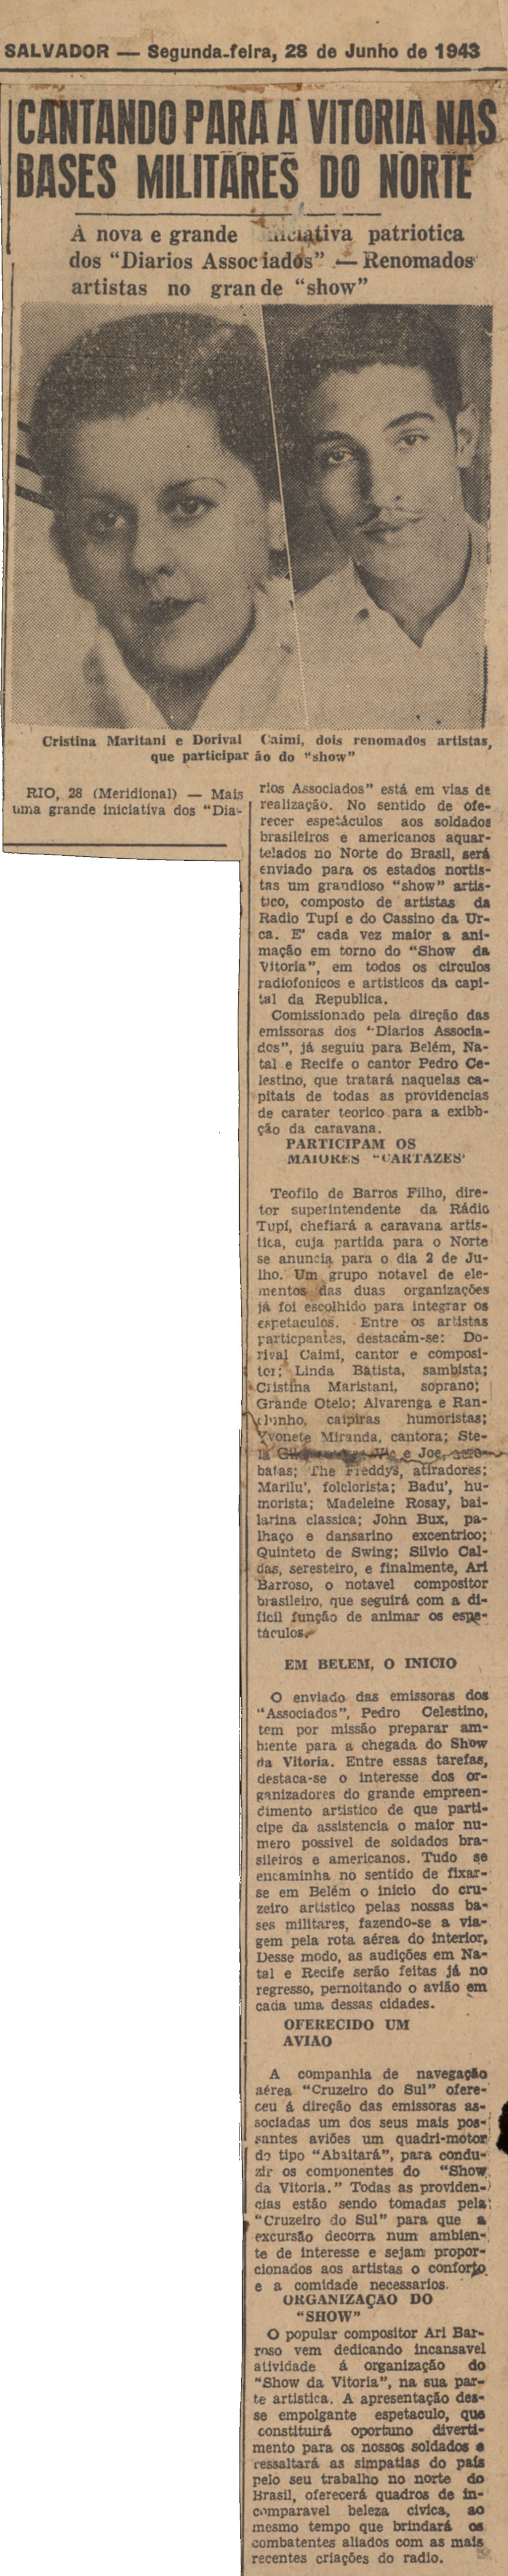 SALVADOR — Segunda-feira, 28 de Junho de 1943
CANTANDO PARA A VITORIA NAS
BASES MILITARES DO NORTE
A nova e grande iniciativa patriotica
dos "Diarios Associados" — Renomados
artistas no grande "show"
Cristina Maritani e Dorival Caimi, dois renomados artistas,
que participar ão do "show"
RIO, 28 (Meridional) — Mais
uma grande iniciativa dos "Dia-
rios Associados" está em vias de
realização. No sentido de ofe-
recer espetáculos aos soldados
brasileiros e americanos aquar-
telados no Norte do Brasil, será
enviado para os estados nortis-
tas um grandioso "show" artis-
tico, composto de artistas da
Radio Tupí e do Cassino da Ur-
ca. E' cada vez maior a ani-
mação em torno do "Show da
Vitoria", em todos os circulos
radiofonicos e artisticos da capi-
tal da Republica.
Comissionado pela direção das
emissoras dos "Diarios Associa-
dos", já seguiu para Belém, Na-
tal e Recife o cantor Pedro Ce-
lestino, que tratará naquelas ca-
pitais de todas as providencias
de carater teorico para a exibb-
ção da caravana.
PARTICIPAM OS
MAIORES "CARTAZES"
Teofilo de Barros Filho, dire-
tor superintendente da Rádio
Tupí, chefiará a caravana artis-
tica, cuja partida para o Norte
se anuncia para o dia 2 de Ju-
lho. Um grupo notavel de ele-
mentos das duas organizações
já foi escolhido para integrar os
espetaculos. Entre os artistas
particpantes, destacam-se: Do-
rival Caimi, cantor e composi-
tor; Linda Batista, sambista;
Cristina Maristani, soprano;
Grande Otelo; Alvarenga e Ran-
chinho, caipiras humoristas;
Yvonete Miranda, cantora; Ste-
la e Joe, acro-
batas; The Freddys, atiradores;
Marilu', folclorista; Badu', hu-
morista; Madeleine Rosay, bai-
larina classica; John Bux, pa-
lhaço e dansarino excentrico;
Quinteto de Swing; Silvio Cal-
das, seresteiro, e finalmente, Ari
Barroso, o notavel compositor
brasileiro, que seguirá com a di-
ficil função de animar os espe-
táculos.
EM BELEM, O INICIO
O enviado das emissoras dos
"Associados", Pedro Celestino,
tem por missão preparar am-
biente para a chegada do Show
da Vitoria. Entre essas tarefas,
destaca-se o interesse dos or-
ganizadores do grande empreen-
dimento artistico de que parti-
cipe da assistencia o maior nu-
mero possivel de soldados bra-
sileiros e americanos. Tudo se
encaminha no sentido de fixar-
se em Belém o inicio do cru-
zeiro artistico pelas nossas ba-
ses militares, fazendo-se a via-
gem pela rota aérea do interior,
Desse modo, as audições em Na-
tal e Recife serão feitas já no
regresso, pernoitando o avião em
cada uma dessas cidades.
OFERECIDO UM
AVIAO
A companhia de navegação
aérea "Cruzeiro do Sul" ofere-
ceu á direção das emissoras as-
sociadas um dos seus mais pos-
santes aviões um quadri-motor
do tipo "Abaitará", para condu-
zir os componentes do "Show
da Vitoria." Todas as providen-
cias estão sendo tomadas pela
"Cruzeiro do Sul" para que a
excursão decorra num ambien-
te de interesse e sejam propor-
cionados aos artistas o conforto
e a comidade necessarios.
ORGANIZAÇAO DO
"SHOW"
O popular compositor Ari Bar-
roso vem dedicando incansavel
atividade á organização do
"Show da Vitoria", na sua par-
te artistica. A apresentação des-
se empolgante espetaculo, que
constituirá oportuno diverti-
mento para os nossos soldados e
ressaltará as simpatias do país
pelo seu trabalho no norte do
Brasil, oferecerá quadros de in-
comparavel beleza civica, ao
mesmo tempo que brindará os
combatentes aliados com as mais
recentes criações do radio.